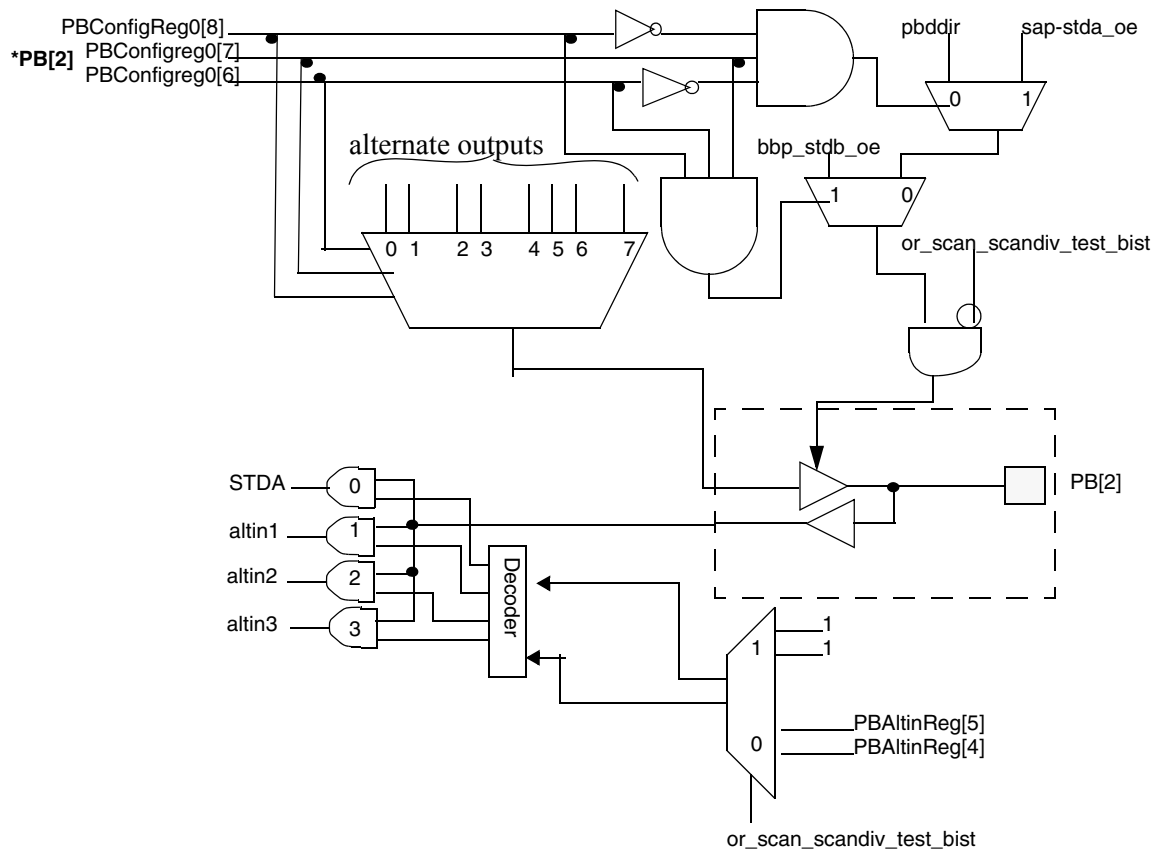 PBConfigReg0[8]
*PB[2] PBConfigreg0[7]
PBConfigreg0[6]
pbddir sap-stda_oe
0 1
alternate outputs
bbp_stdb_oe
1 0
0 1 2 3 4 5 6 7
or_scan_scandiv_test_bist
STDA 0
PB[2]
altin1 1
altin2 2
altin3 3
Decoder
1
1
1
PBAltinReg[5]
0
PBAltinReg[4]
or_scan_scandiv_test_bist